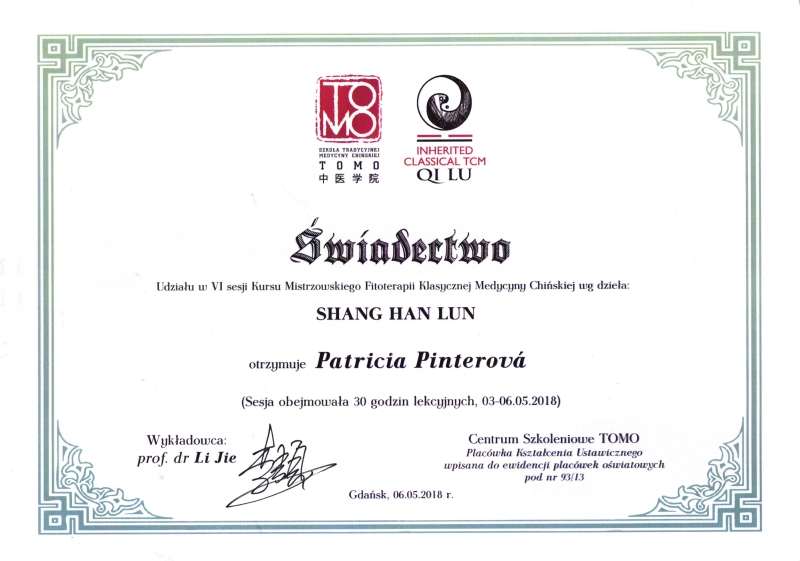 TOMO
SZKOŁA TRADYCYJNEJ
MEDYCYNY CHIŃSKIEJ
TOMO
中医学院
INHERITED
CLASSICAL TCM
QI LU
Świadectwo
Udziału w VI sesji Kursu Mistrzowskiego Fitoterapii Klasycznej Medycyny Chińskiej wg dzieła:
SHANG HAN LUN
otrzymuje Patricia Pinterová
(Sesja obejmowała 30 godzin lekcyjnych, 03-06.05.2018)
Wykładowca:
prof. dr Li Jie
Centrum Szkoleniowe TOMO
Placówka Kształcenia Ustawicznego
wpisana do ewidencji placówek oświatowych
pod nr 93/13
Gdańsk, 06.05.2018 r.